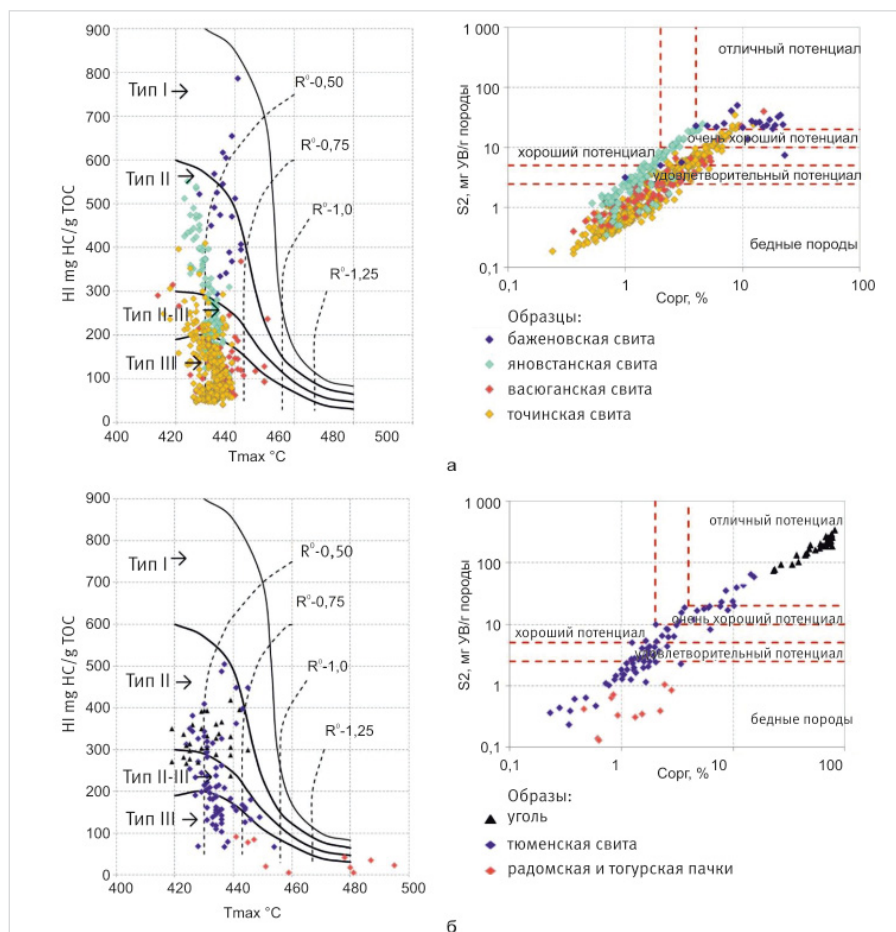 900
800
700
600
500
400
300
200
100
0
HI mg HC/g TOC
Тип I
Тип II
Тип II-III
Тип III
R⁰-0,50
R⁰-0,75
R⁰-1,0
R⁰-1,25
400 420 440 460 480 500
Tmax °C
S2, мг УВ/г породы
1 000
100
10
1
0,1
отличный потенциал
очень хороший потенциал
хороший потенциал
удовлетворительный потенциал
бедные породы
0,1 1 10 100
Сорг, %
Образцы:
баженовская свита
яновстанская свита
васюганская свита
точинская свита
а
900
800
700
600
500
400
300
200
100
0
HI mg HC/g TOC
Тип I
Тип II
Тип II-III
Тип III
R⁰-0,50
R⁰-0,75
R⁰-1,0
R⁰-1,25
400 420 440 460 480 500
Tmax °C
S2, мг УВ/г породы
1 000
100
10
1
0,1
отличный потенциал
очень хороший потенциал
хороший потенциал
удовлетворительный потенциал
бедные породы
0,1 1 10 100
Сорг, %
Образы:
уголь
тюменская свита
радомская и тогурская пачки
б